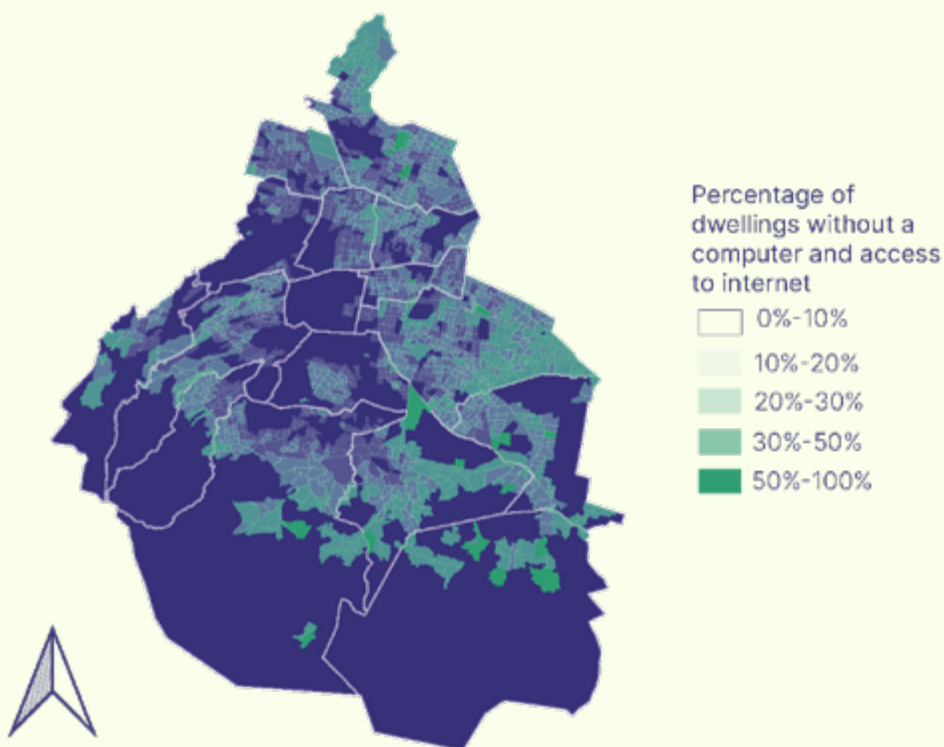 Percentage of
dwellings without a
computer and access
to internet
0%-10%
10%-20%
20%-30%
30%-50%
50%-100%